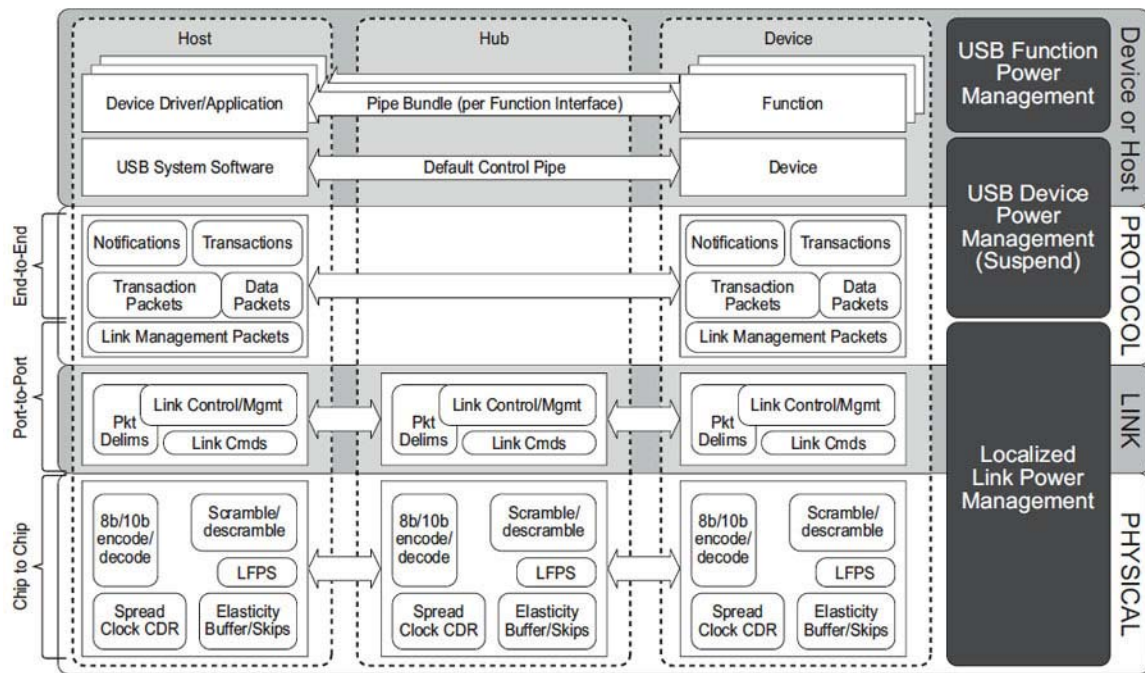 Host
Hub
Device
Device Driver/Application
Pipe Bundle (per Function Interface)
Function
USB System Software
Default Control Pipe
Device
USB Function
Power
Management
Device or Host
USB Device
Power
Management
(Suspend)
End-to-End
Notifications
Transactions
Transaction
Packets
Data
Packets
Link Management Packets
Notifications
Transactions
Transaction
Packets
Data
Packets
Link Management Packets
PROTOCOL
Port-to-Port
Pkt
Delims
Link Control/Mgmt
Link Cmds
Pkt
Delims
Link Control/Mgmt
Link Cmds
Pkt
Delims
Link Control/Mgmt
Link Cmds
LINK
Localized
Link Power
Management
Chip to Chip
8b/10b
encode/
decode
Scramble/
descramble
LFPS
Spread
Clock CDR
Elasticity
Buffer/Skips
8b/10b
encode/
decode
Scramble/
descramble
LFPS
Spread
Clock CDR
Elasticity
Buffer/Skips
8b/10b
encode/
decode
Scramble/
descramble
LFPS
Spread
Clock CDR
Elasticity
Buffer/Skips
PHYSICAL